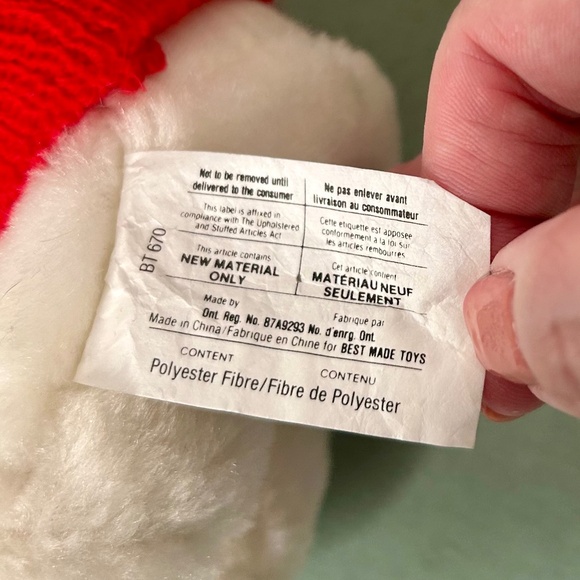 Not to be removed until
delivered to the consumer
This label is affixed in
compliance with The Upholstered
and Stuffed Articles Act
This article contains
NEW MATERIAL
ONLY
Ne pas enlever avant
livraison au consommateur
Cette etiquette est apposée
conformément à la loi sur
les articles rembourrés
Cet article contient
MATÉRIAU NEUF
SEULEMENT
BT 670
Made by Fabrique par
Ont. Reg. No. B7A9293 No. d'enrg. Ont.
Made in China/Fabrique en Chine for BEST MADE TOYS
CONTENT CONTENU
Polyester Fibre/Fibre de Polyester